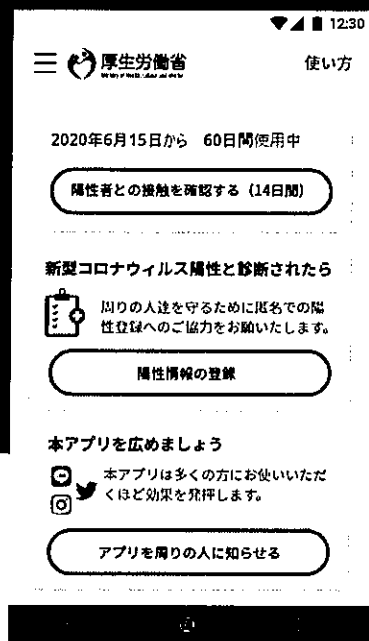 12:30
厚生労働省
使い方
2020年6月15日から 60日間使用中
陽性者との接触を確認する (14日間)
新型コロナウィルス陽性と診断されたら
周りの人達を守るために匿名での陽
性登録へのご協力をお願いいたします。
陽性情報の登録
本アプリを広めましょう
本アプリは多くの方にお使いいただ
くほど効果を発揮します。
アプリを周りの人に知らせる